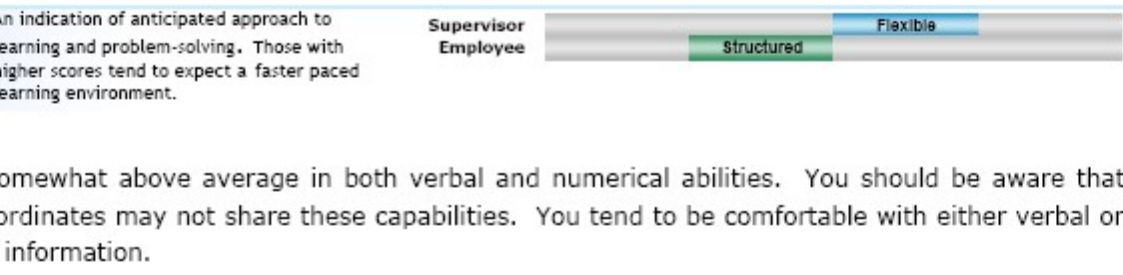 An indication of anticipated approach to
earning and problem-solving. Those with
igher scores tend to expect a faster paced
earning environment.
Supervisor Flexible
Employee Structured
omewhat above average in both verbal and numerical abilities. You should be aware that
ordinates may not share these capabilities. You tend to be comfortable with either verbal or
information.